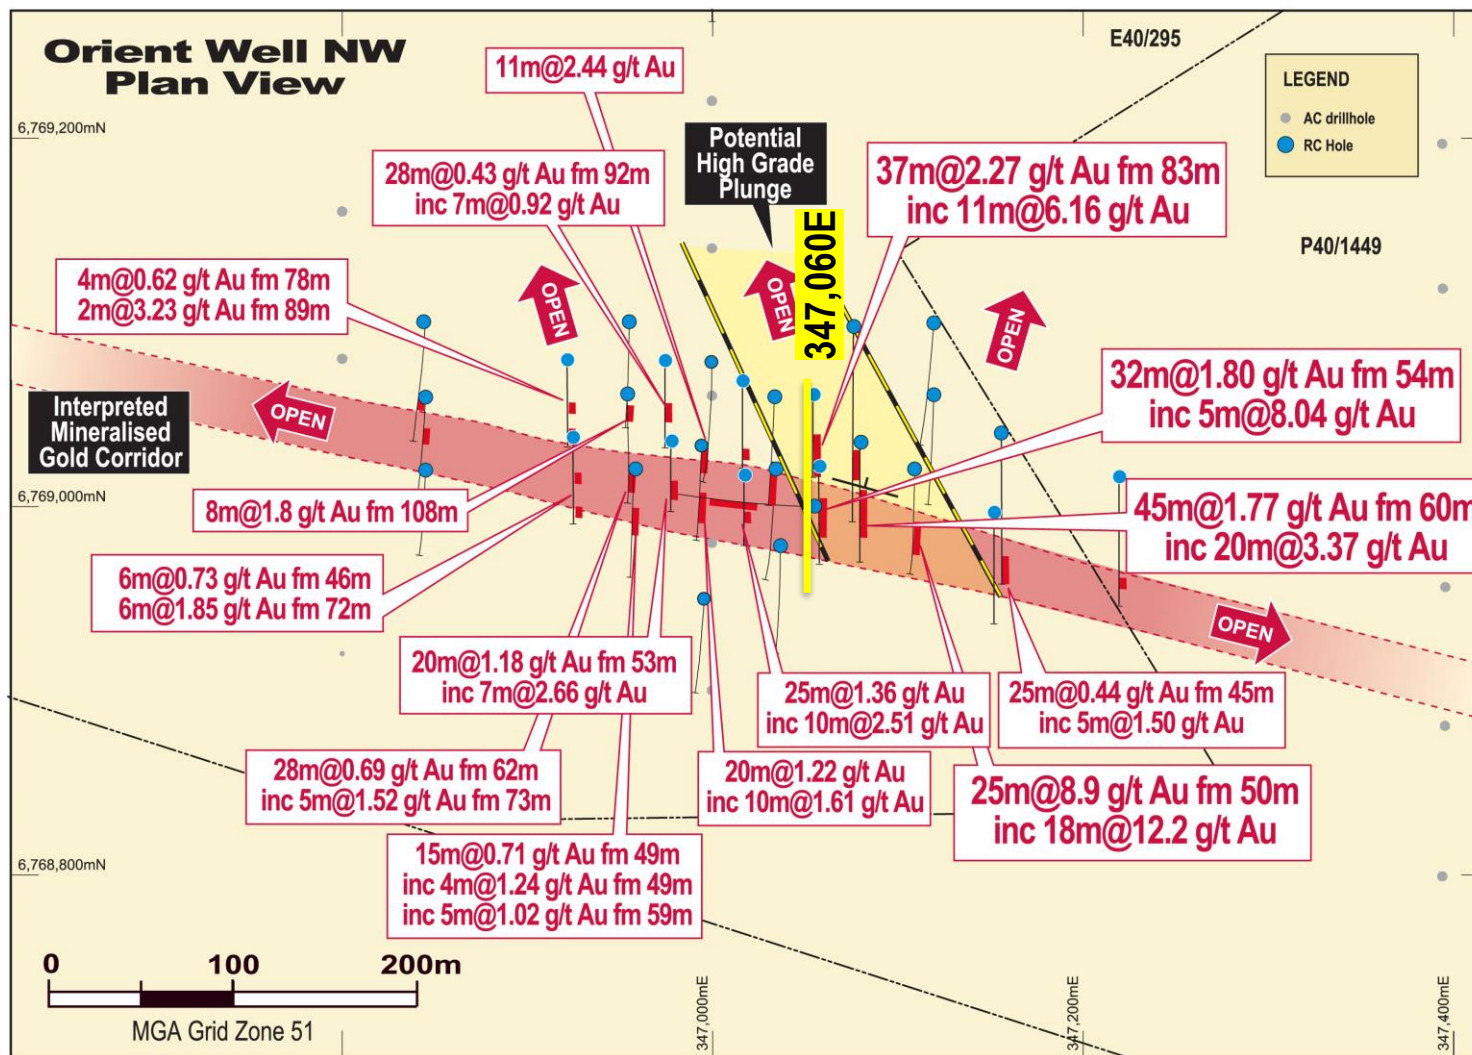 Orient Well NW
Plan View
E40/295
LEGEND
AC drillhole
RC Hole
11m@2.44 g/t Au
6,769,200mN
Potential
High Grade
Plunge
28m@0.43 g/t Au fm 92m
inc 7m@0.92 g/t Au
37m@2.27 g/t Au fm 83m
inc 11m@6.16 g/t Au
P40/1449
347,060E
4m@0.62 g/t Au fm 78m
2m@3.23 g/t Au fm 89m
OPEN
OPEN
OPEN
32m@1.80 g/t Au fm 54m
inc 5m@8.04 g/t Au
Interpreted
Mineralised
Gold Corridor
OPEN
6,769,000mN
8m@1.8 g/t Au fm 108m
45m@1.77 g/t Au fm 60m
inc 20m@3.37 g/t Au
6m@0.73 g/t Au fm 46m
6m@1.85 g/t Au fm 72m
OPEN
20m@1.18 g/t Au fm 53m
inc 7m@2.66 g/t Au
25m@1.36 g/t Au
inc 10m@2.51 g/t Au
25m@0.44 g/t Au fm 45m
inc 5m@1.50 g/t Au
28m@0.69 g/t Au fm 62m
inc 5m@1.52 g/t Au fm 73m
20m@1.22 g/t Au
inc 10m@1.61 g/t Au
25m@8.9 g/t Au fm 50m
inc 18m@12.2 g/t Au
15m@0.71 g/t Au fm 49m
inc 4m@1.24 g/t Au fm 49m
inc 5m@1.02 g/t Au fm 59m
6,768,800mN
0 100 200m
MGA Grid Zone 51
347,000mE
347,200mE
347,400mE